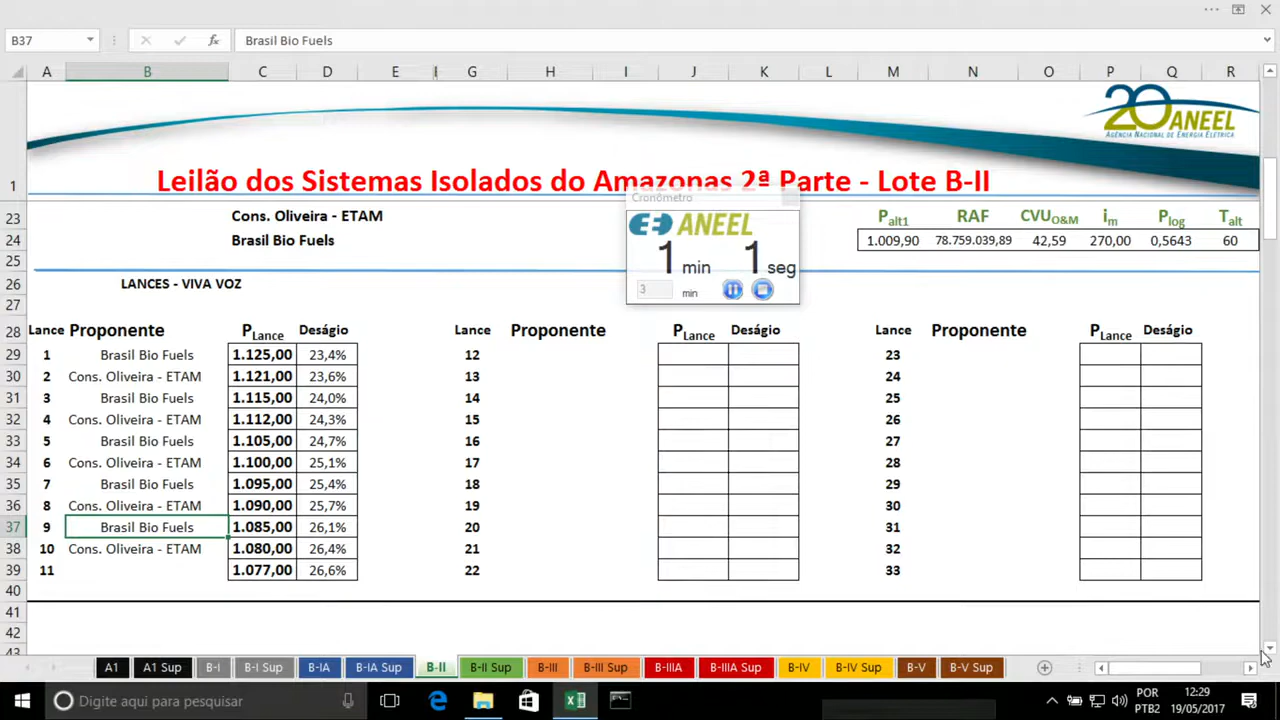 B37
fx
Brasil Bio Fuels
A B C D E G H I J K L M N O P Q R
20 ANEEL
AGÊNCIA NACIONAL DE ENERGIA ELÉTRICA
1 Leilão dos Sistemas Isolados do Amazonas 2ª Parte - Lote B-II
Cronômetro
ANEEL
1 min 1 seg
3 min
23 Cons. Oliveira - ETAM Palt1 RAF CVUO&M im Plog Talt
24 Brasil Bio Fuels 1.009,90 78.759.039,89 42,59 270,00 0,5643 60
25
26 LANCES - VIVA VOZ
27
28 Lance Proponente PLance Deságio Lance Proponente PLance Deságio Lance Proponente PLance Deságio
29 1 Brasil Bio Fuels 1.125,00 23,4% 12 23
30 2 Cons. Oliveira - ETAM 1.121,00 23,6% 13 24
31 3 Brasil Bio Fuels 1.115,00 24,0% 14 25
32 4 Cons. Oliveira - ETAM 1.112,00 24,3% 15 26
33 5 Brasil Bio Fuels 1.105,00 24,7% 16 27
34 6 Cons. Oliveira - ETAM 1.100,00 25,1% 17 28
35 7 Brasil Bio Fuels 1.095,00 25,4% 18 29
36 8 Cons. Oliveira - ETAM 1.090,00 25,7% 19 30
37 9 Brasil Bio Fuels 1.085,00 26,1% 20 31
38 10 Cons. Oliveira - ETAM 1.080,00 26,4% 21 32
39 11 1.077,00 26,6% 22 33
40
41
42
43
A1 A1 Sup B-I B-I Sup B-IA B-IA Sup B-II B-II Sup B-III B-III Sup B-IIIA B-IIIA Sup B-IV B-IV Sup B-V B-V Sup
Digite aqui para pesquisar
POR
PTB2
12:29
19/05/2017